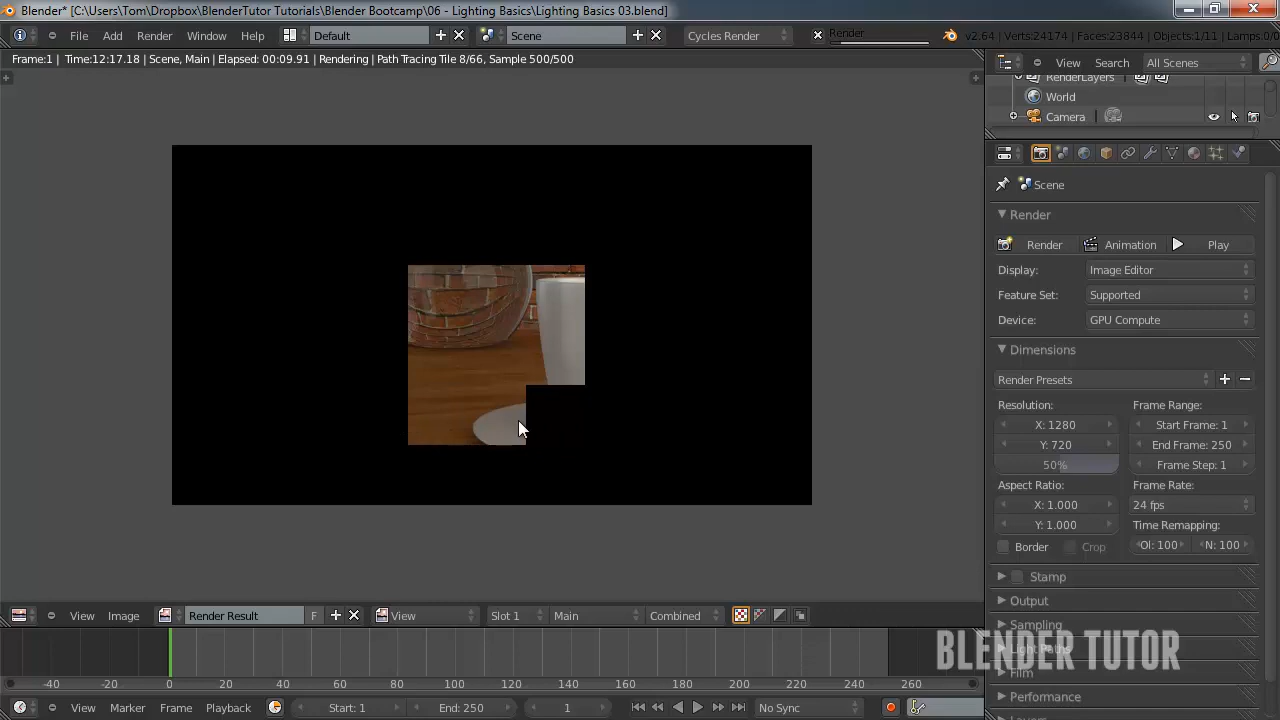 Blender* [C:\Users\Tom\Dropbox\BlenderTutor Tutorials\Blender Bootcamp\06 - Lighting Basics\Lighting Basics 03.blend]
File Add Render Window Help Default Scene Cycles Render Render v2.64 | Verts:24174 | Faces:23844 | Objects:1/11 | Lamps:0/0
Frame:1 | Time:12:17.18 | Scene, Main | Elapsed: 00:09.91 | Rendering | Path Tracing Tile 8/66, Sample 500/500
View Search All Scenes
RenderLayers
World
Camera
Scene
Render
Render Animation Play
Display: Image Editor
Feature Set: Supported
Device: GPU Compute
Dimensions
Render Presets
Resolution: Frame Range:
X: 1280 Start Frame: 1
Y: 720 End Frame: 250
50% Frame Step: 1
Aspect Ratio: Frame Rate:
X: 1.000 24 fps
Y: 1.000 Time Remapping:
Border Crop Ol: 100 N: 100
Stamp
Output
Sampling
Light Paths
Film
Performance
BLENDER TUTOR
View Image Render Result F View Slot 1 Main Combined
-40 -20 0 20 40 60 80 100 120 140 160 180 200 220 240 260
View Marker Frame Playback Start: 1 End: 250 1 No Sync